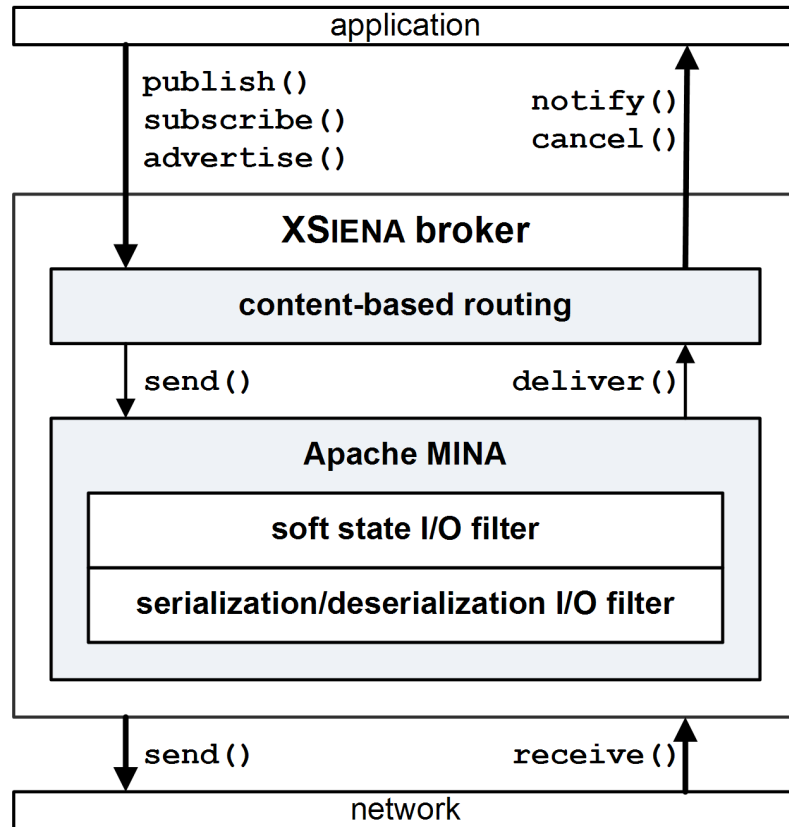 application
publish()
subscribe()
advertise()
notify()
cancel()
XSIENA broker
content-based routing
send()
deliver()
Apache MINA
soft state I/O filter
serialization/deserialization I/O filter
send()
receive()
network